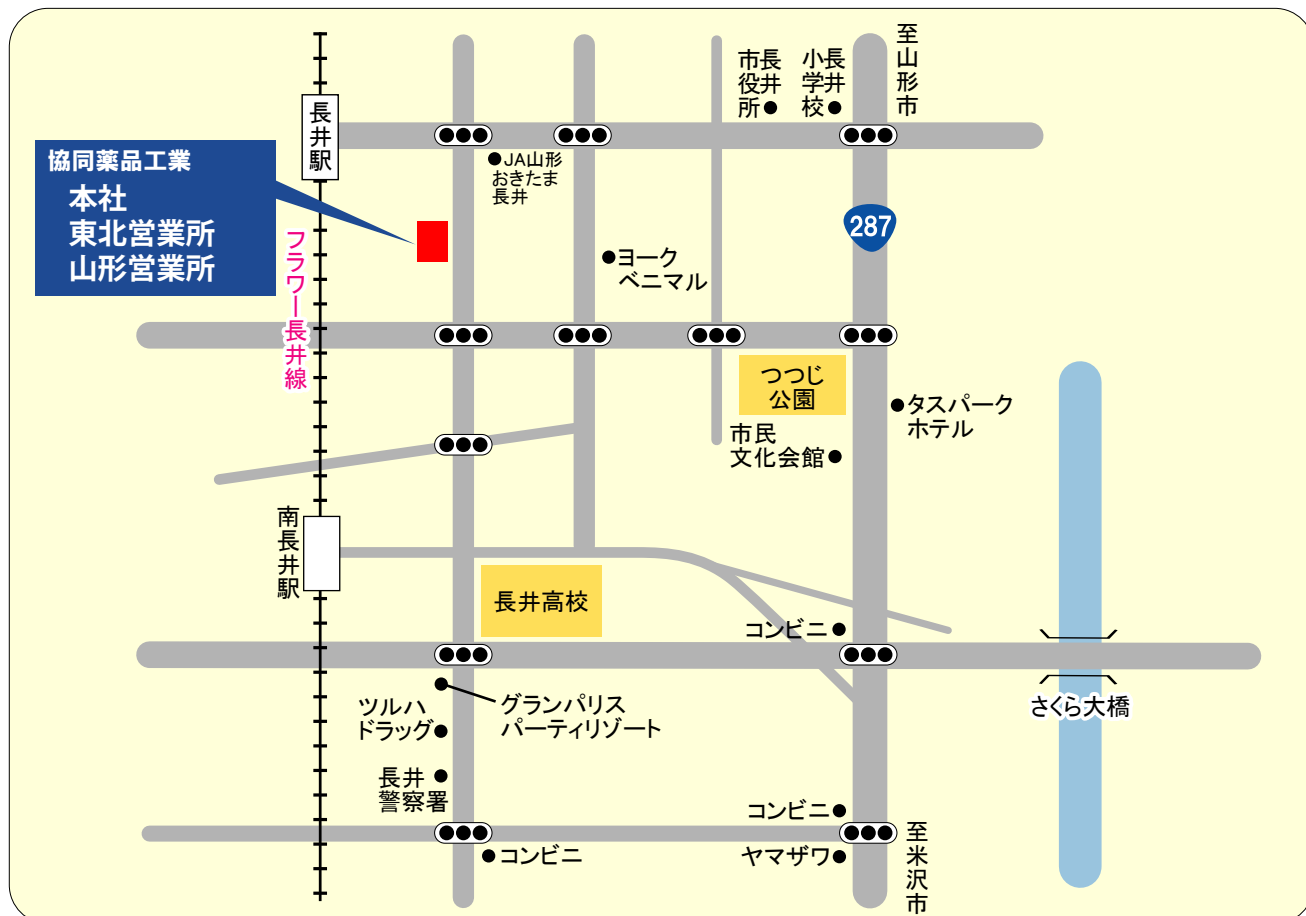 至山形市
長井
市役所
長井
小学校
長井駅
協同薬品工業
本社
東北営業所
山形営業所
JA山形
おきたま
長井
フラワー長井線
287
ヨーク
ベニマル
つつじ
公園
タスパーク
ホテル
市民
文化会館
南長井駅
長井高校
コンビニ
グランパリス
パーティリゾート
さくら大橋
ツルハ
ドラッグ
長井
警察署
コンビニ
コンビニ
ヤマザワ
至米沢市